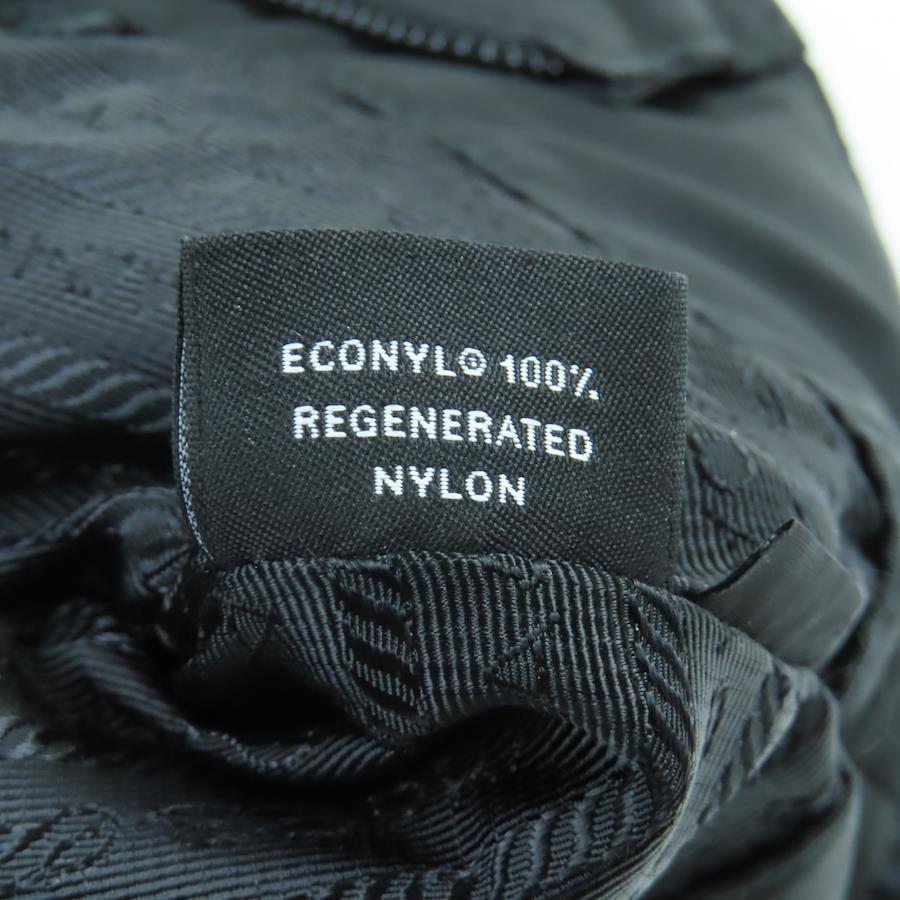 ECONYL® 100%
REGENERATED
NYLON